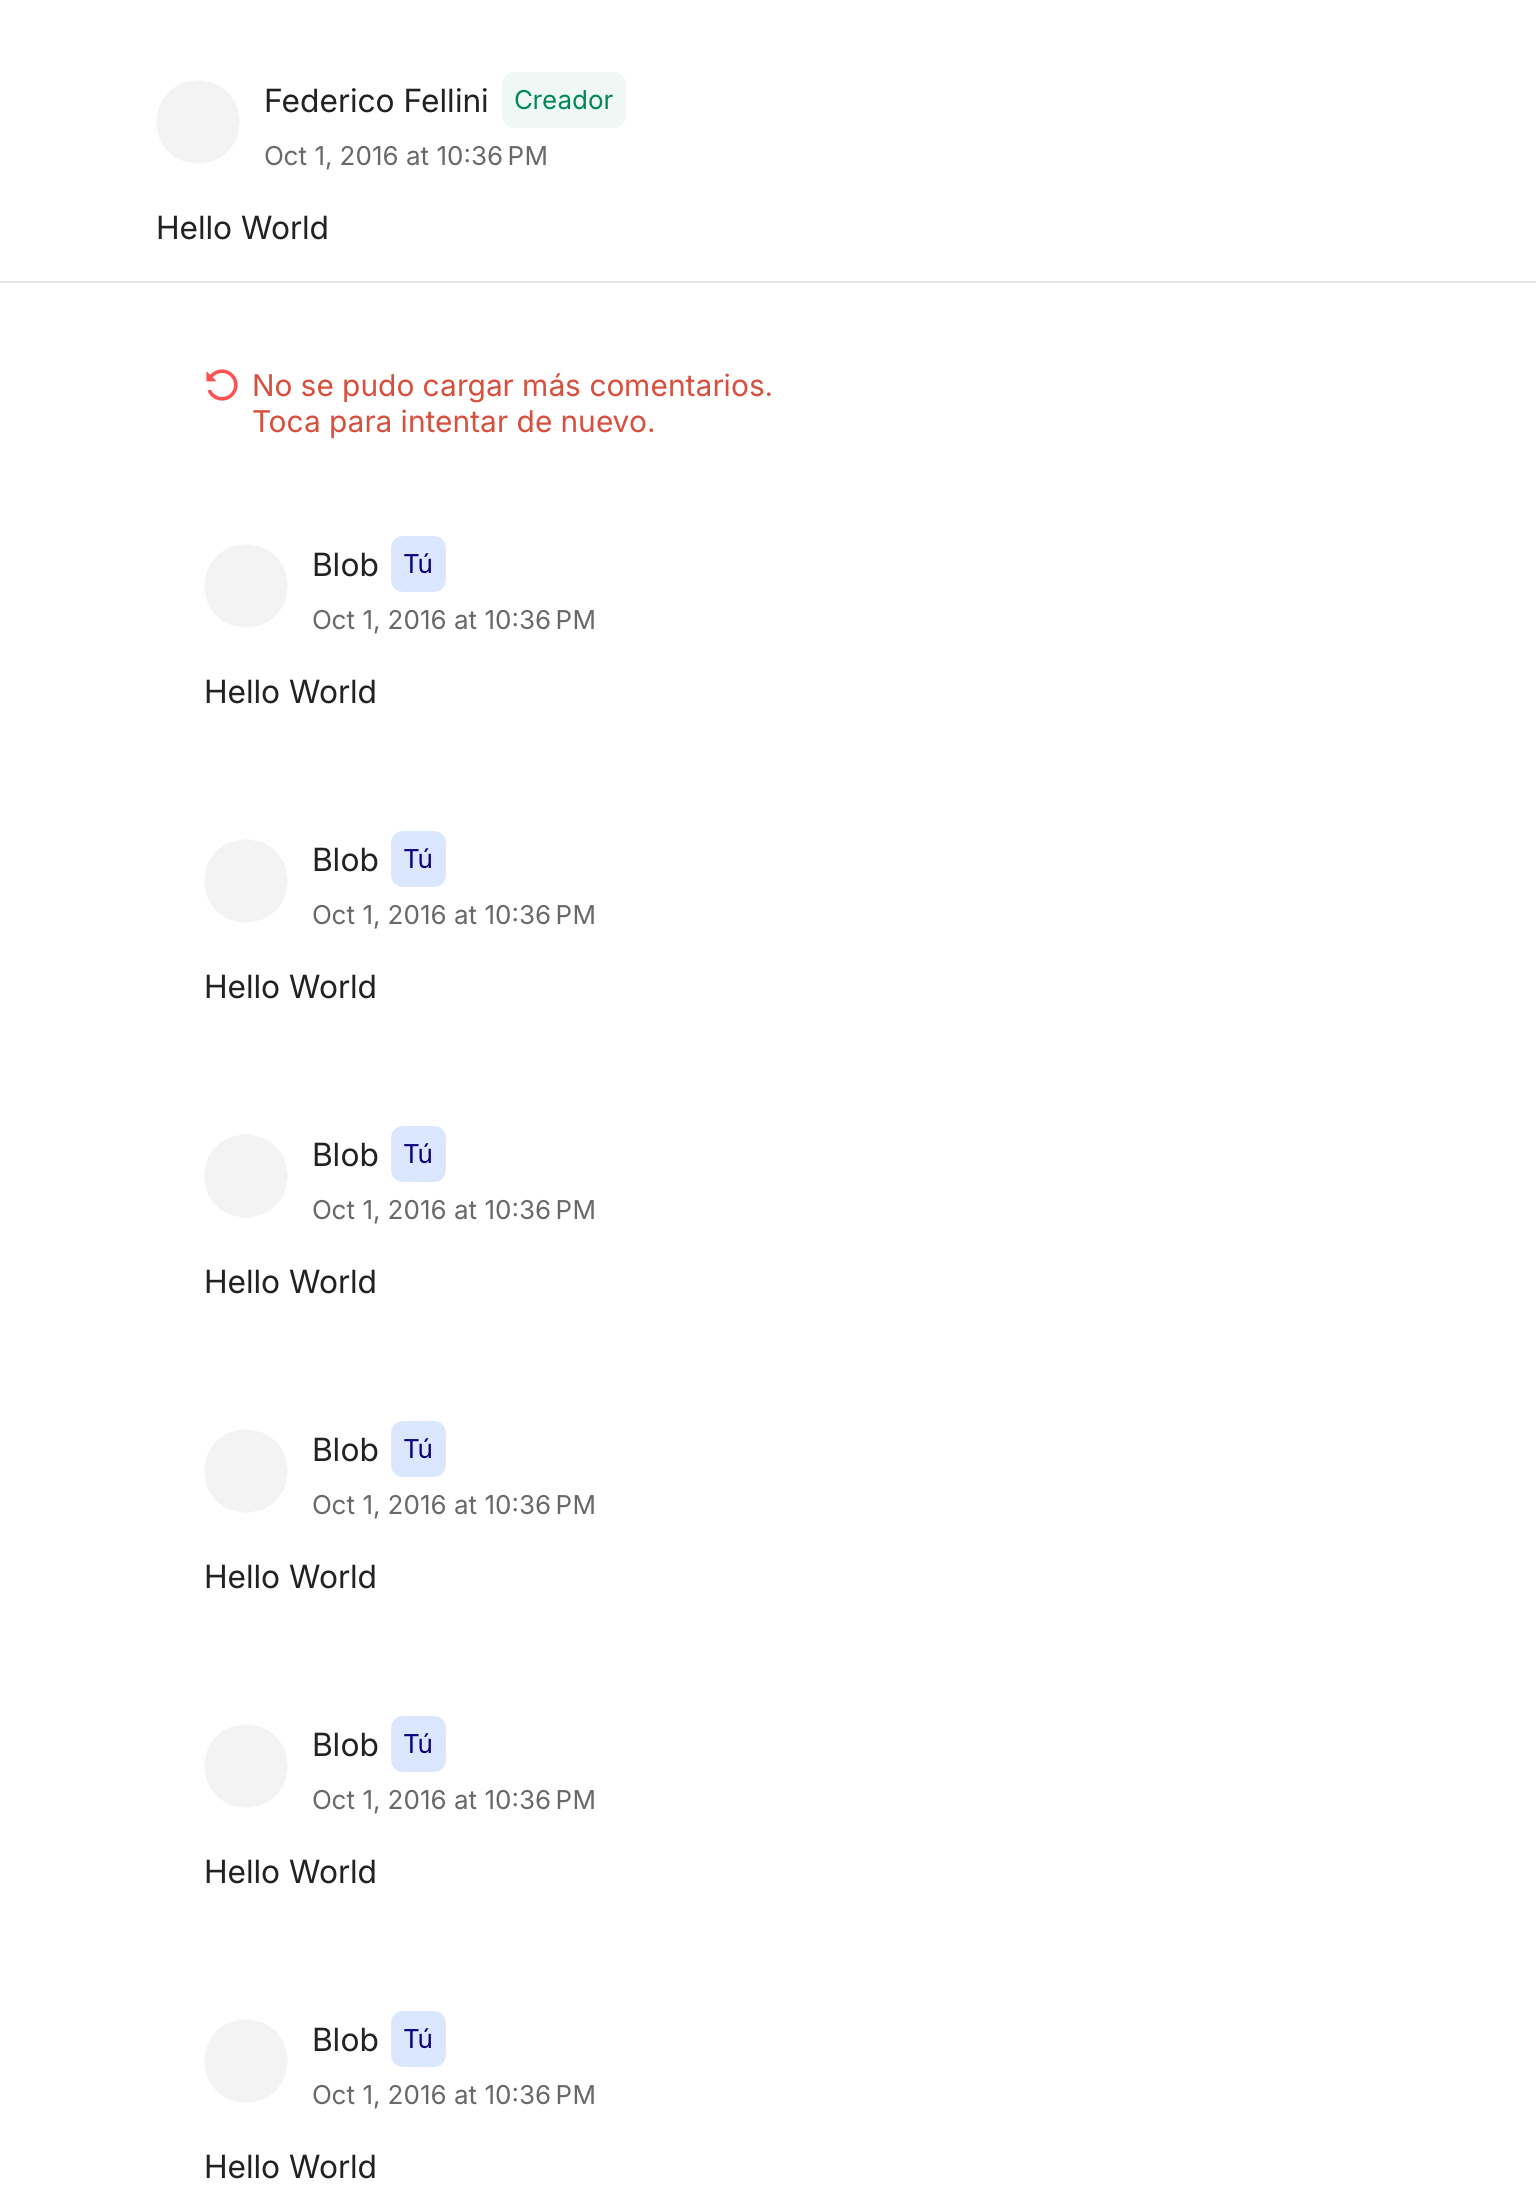 Federico Fellini Creador
Oct 1, 2016 at 10:36 PM
Hello World
No se pudo cargar más comentarios.
Toca para intentar de nuevo.
Blob Tú
Oct 1, 2016 at 10:36 PM
Hello World
Blob Tú
Oct 1, 2016 at 10:36 PM
Hello World
Blob Tú
Oct 1, 2016 at 10:36 PM
Hello World
Blob Tú
Oct 1, 2016 at 10:36 PM
Hello World
Blob Tú
Oct 1, 2016 at 10:36 PM
Hello World
Blob Tú
Oct 1, 2016 at 10:36 PM
Hello World